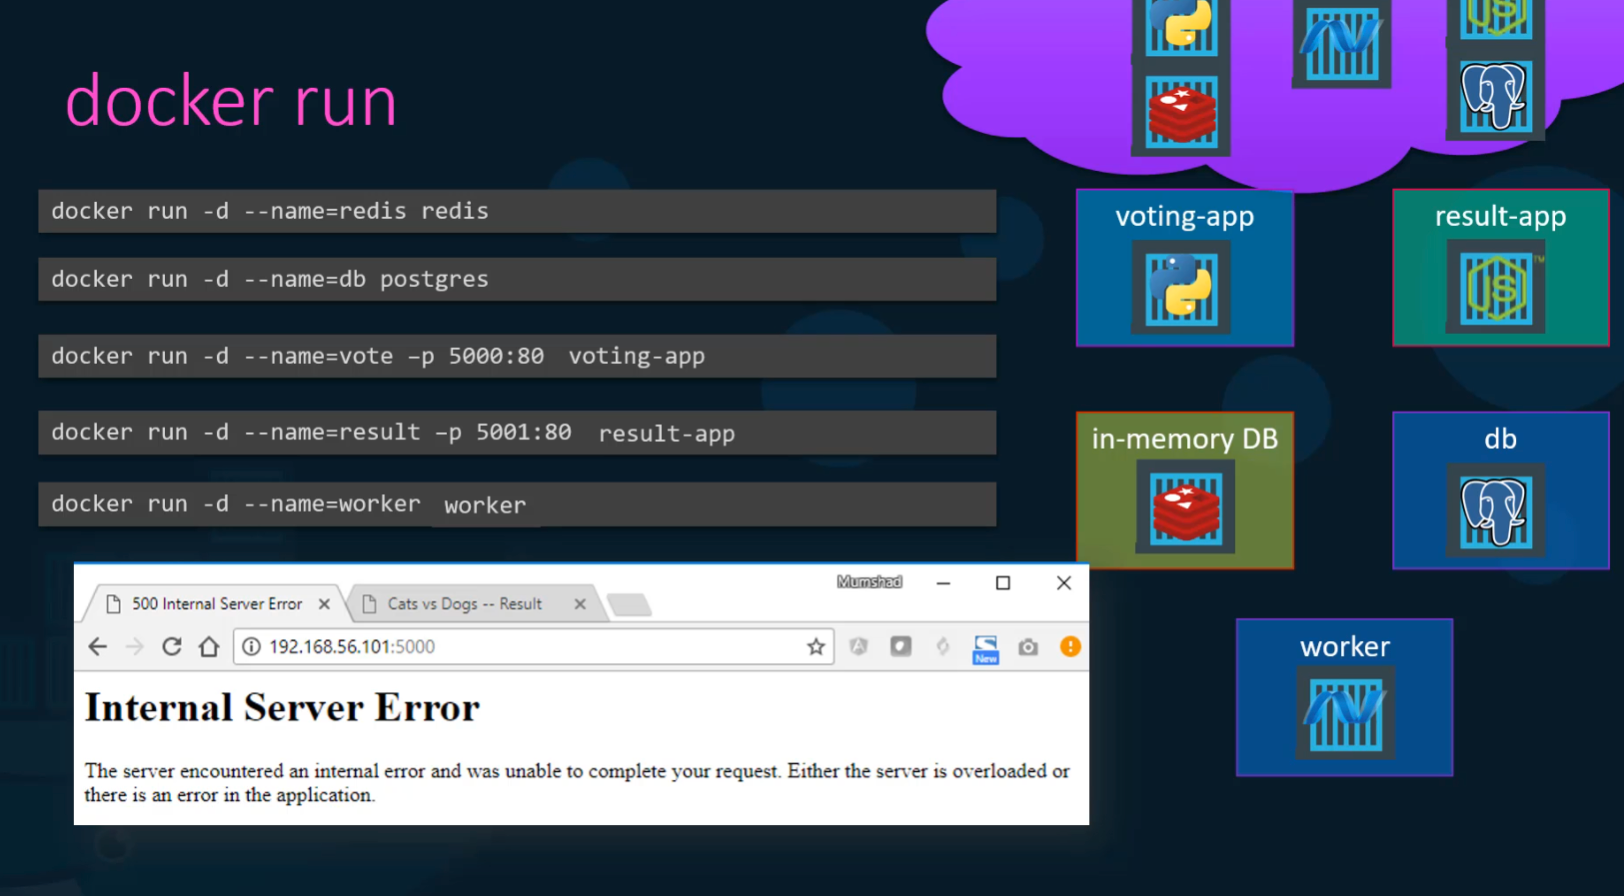 docker run
docker run -d --name=redis redis
docker run -d --name=db postgres
docker run -d --name=vote –p 5000:80 voting-app
docker run -d --name=result –p 5001:80 result-app
docker run -d --name=worker worker
voting-app
result-app
JS
TM
in-memory DB
db
worker
Mumshad
500 Internal Server Error
Cats vs Dogs -- Result
192.168.56.101:5000
New
Internal Server Error
The server encountered an internal error and was unable to complete your request. Either the server is overloaded or
there is an error in the application.